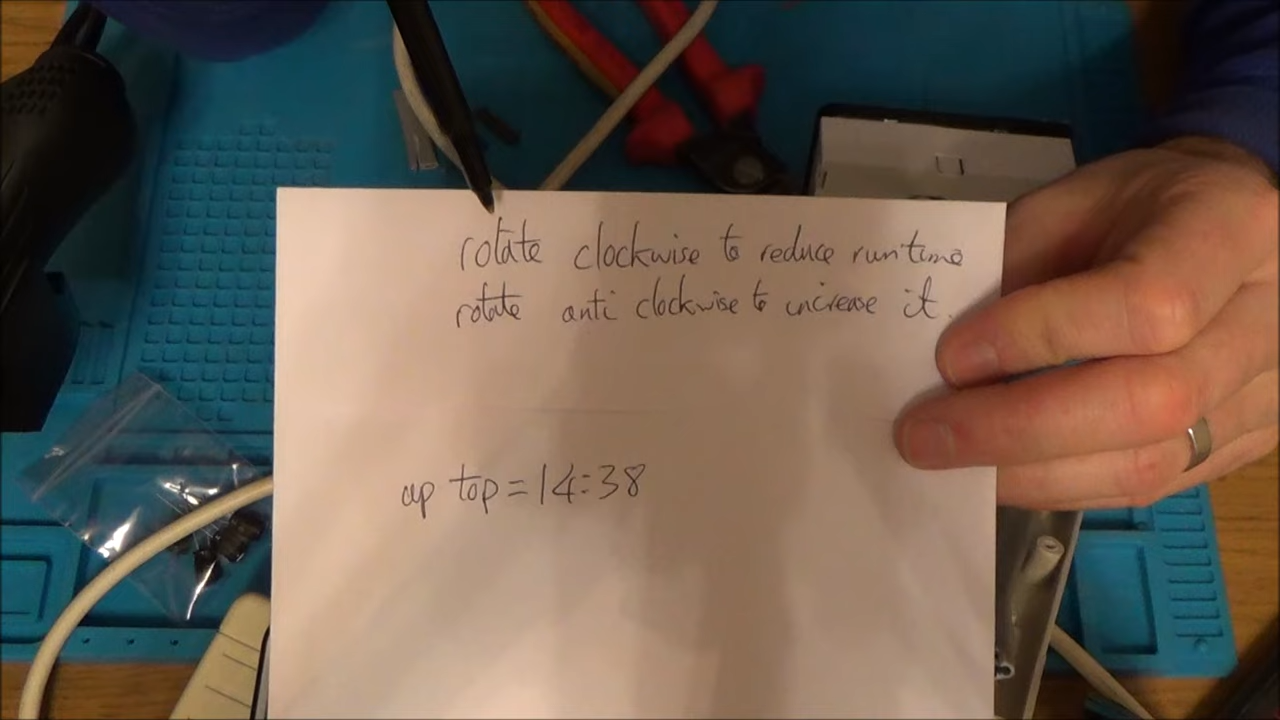 rotate clockwise to reduce runtime
rotate anti clockwise to increase it.
up top = 14:38